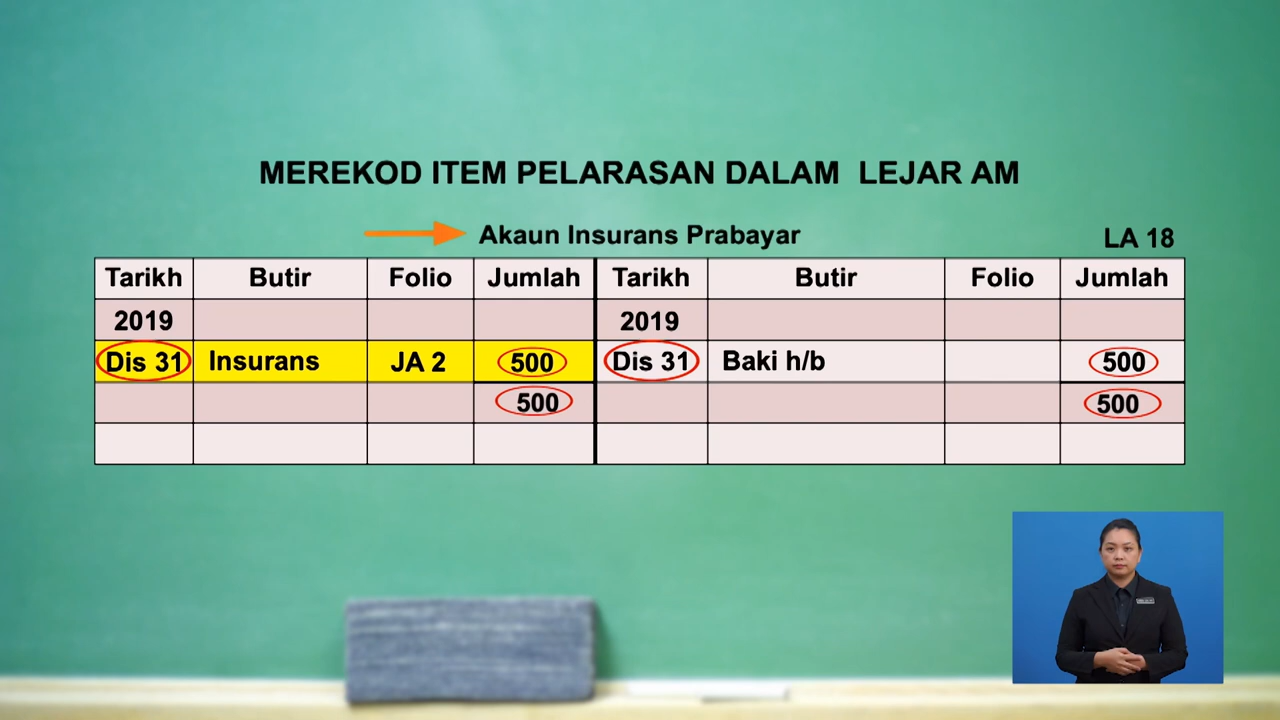 MEREKOD ITEM PELARASAN DALAM LEJAR AM
Akaun Insurans Prabayar
LA 18
Tarikh Butir Folio Jumlah Tarikh Butir Folio Jumlah
2019 2019
Dis 31 Insurans JA 2 500 Dis 31 Baki h/b 500
500 500